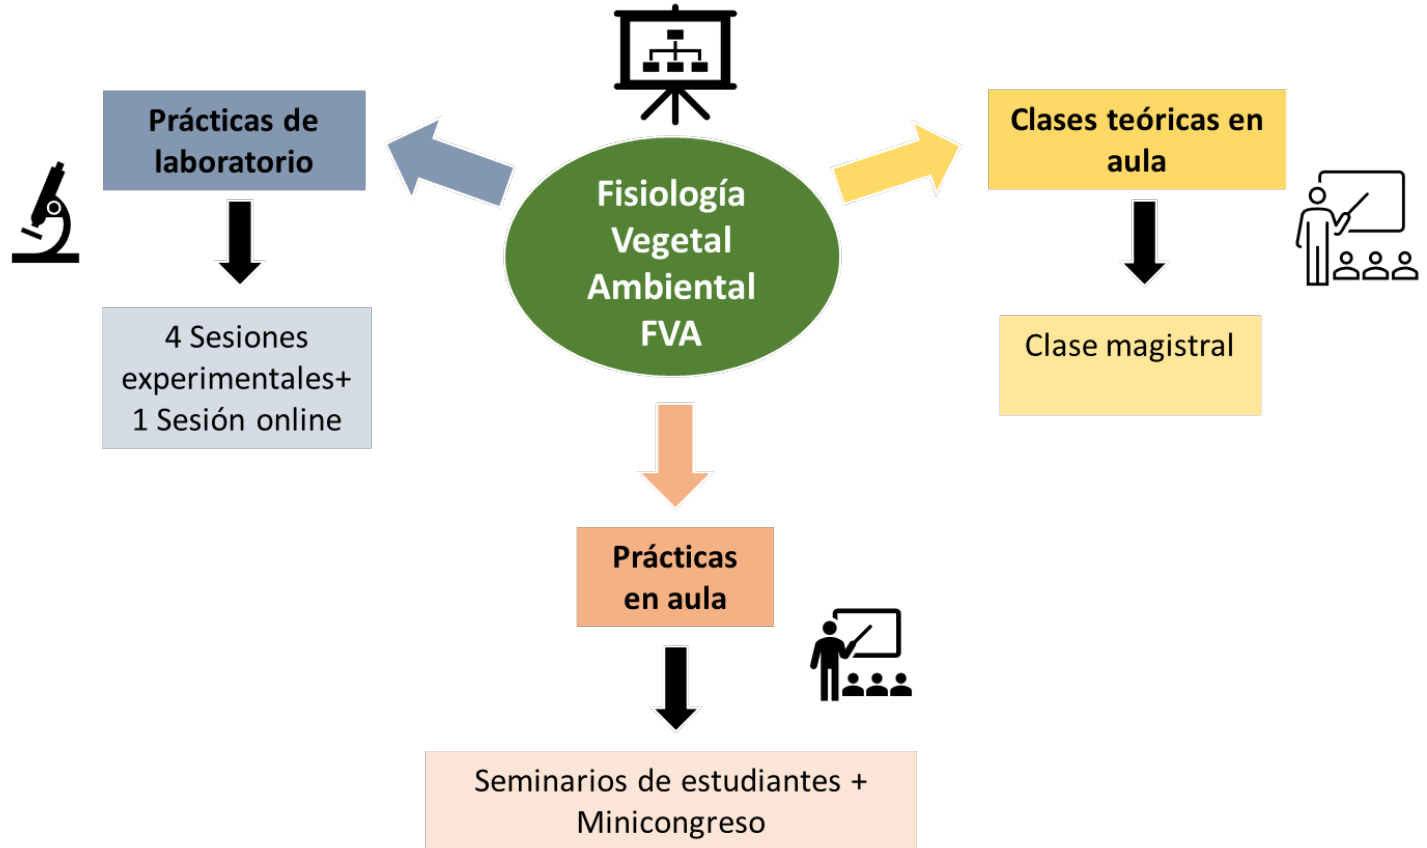 Prácticas de
laboratorio
4 Sesiones
experimentales+
1 Sesión online
Fisiología
Vegetal
Ambiental
FVA
Clases teóricas en
aula
Clase magistral
Prácticas
en aula
Seminarios de estudiantes +
Minicongreso